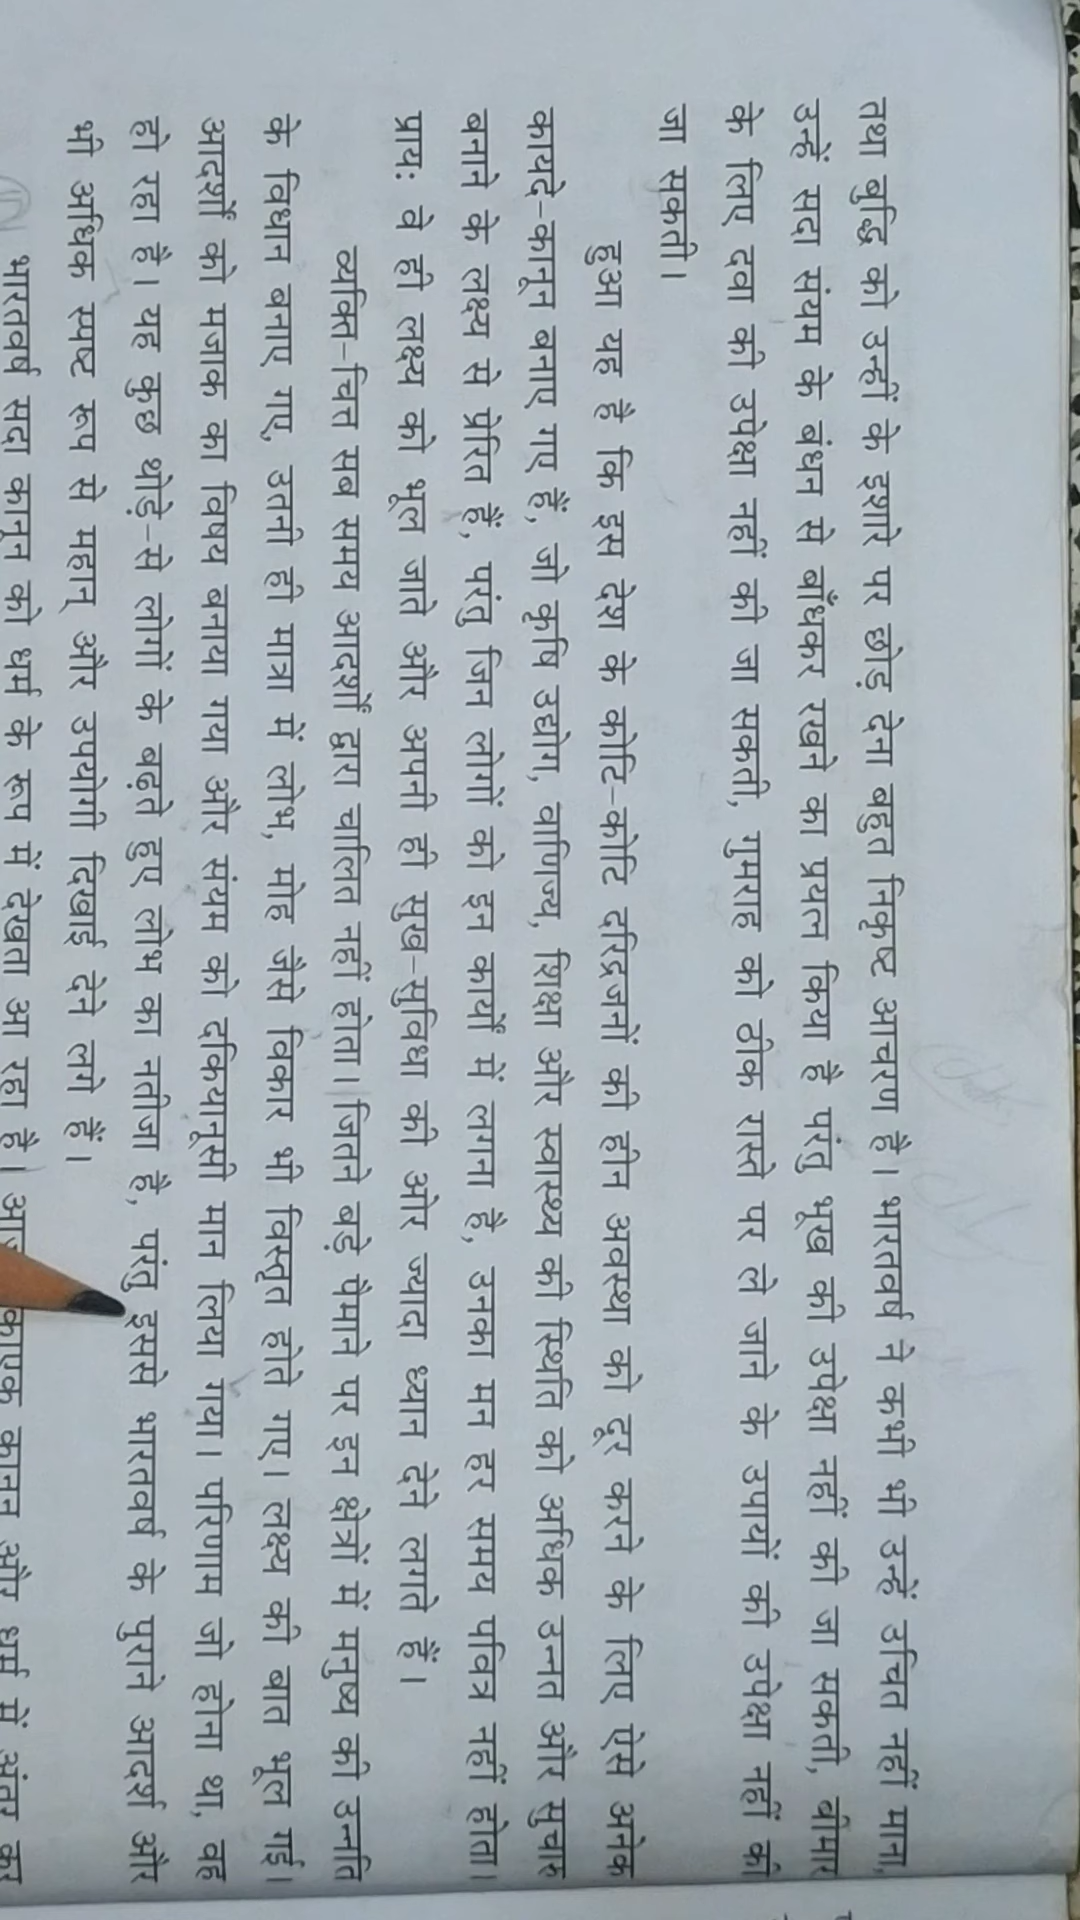 तथा बुद्धि को उन्हीं के इशारे पर छोड़ देना बहुत निकृष्ट आचरण है। भारतवर्ष ने कभी भी उन्हें उचित नहीं माना,
उन्हें सदा संयम के बंधन से बाँधकर रखने का प्रयत्न किया है परंतु भूख की उपेक्षा नहीं की जा सकती, बीमार
के लिए दवा की उपेक्षा नहीं की जा सकती, गुमराह को ठीक रास्ते पर ले जाने के उपायों की उपेक्षा नहीं की
जा सकती।
हुआ यह है कि इस देश के कोटि-कोटि दरिद्रजनों की हीन अवस्था को दूर करने के लिए ऐसे अनेक
कायदे-कानून बनाए गए हैं, जो कृषि उद्योग, वाणिज्य, शिक्षा और स्वास्थ्य की स्थिति को अधिक उन्नत और सुचारु
बनाने के लक्ष्य से प्रेरित हैं, परंतु जिन लोगों को इन कार्यों में लगना है, उनका मन हर समय पवित्र नहीं होता।
प्रायः वे ही लक्ष्य को भूल जाते और अपनी ही सुख-सुविधा की ओर ज्यादा ध्यान देने लगते हैं।
व्यक्ति-चित्त सब समय आदर्शों द्वारा चालित नहीं होता। जितने बड़े पैमाने पर इन क्षेत्रों में मनुष्य की उन्नति
के विधान बनाए गए, उतनी ही मात्रा में लोभ, मोह जैसे विकार भी विस्तृत होते गए। लक्ष्य की बात भूल गई।
आदर्शों को मजाक का विषय बनाया गया और संयम को दकियानूसी मान लिया गया। परिणाम जो होना था, वह
हो रहा है। यह कुछ थोड़े-से लोगों के बढ़ते हुए लोभ का नतीजा है, परंतु इससे भारतवर्ष के पुराने आदर्श और
भी अधिक स्पष्ट रूप से महान् और उपयोगी दिखाई देने लगे हैं।
भारतवर्ष सदा कानून को धर्म के रूप में देखता आ रहा है। कानून और धर्म में अंतर कर